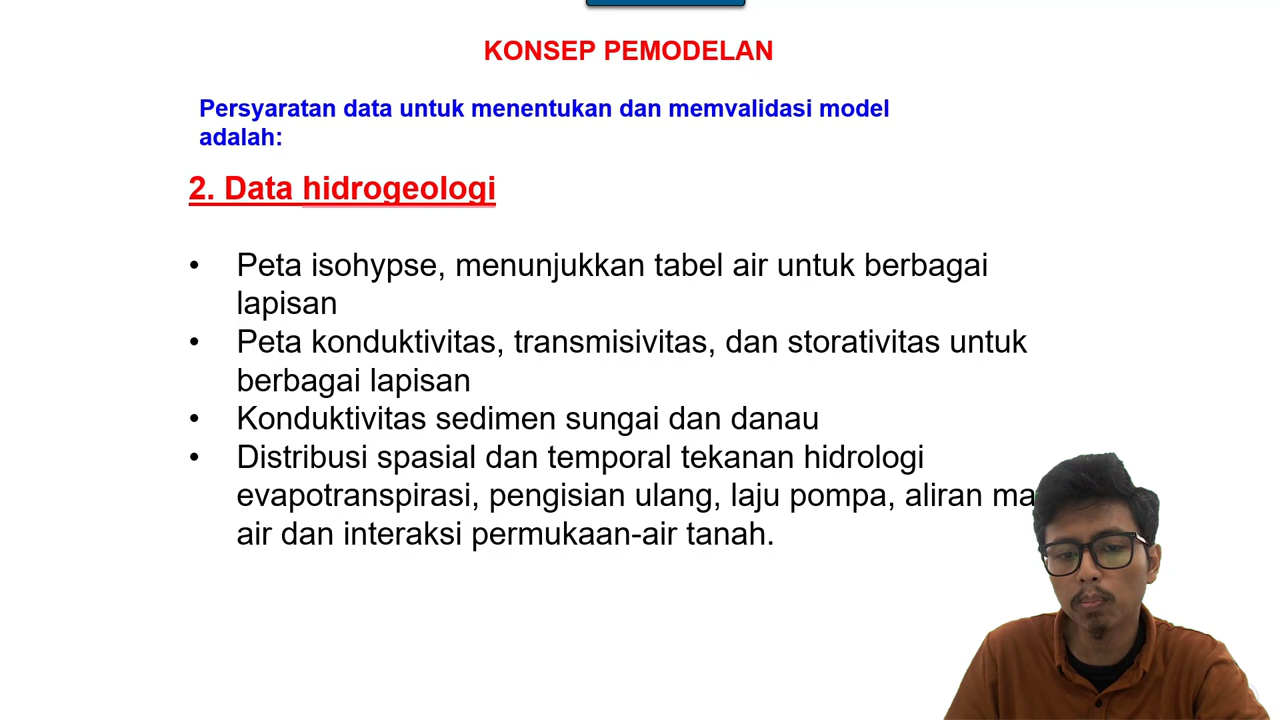 KONSEP PEMODELAN
Persyaratan data untuk menentukan dan memvalidasi model
adalah:
2. Data hidrogeologi
• Peta isohypse, menunjukkan tabel air untuk berbagai
lapisan
• Peta konduktivitas, transmisivitas, dan storativitas untuk
berbagai lapisan
• Konduktivitas sedimen sungai dan danau
• Distribusi spasial dan temporal tekanan hidrologi
evapotranspirasi, pengisian ulang, laju pompa, aliran
air dan interaksi permukaan-air tanah.